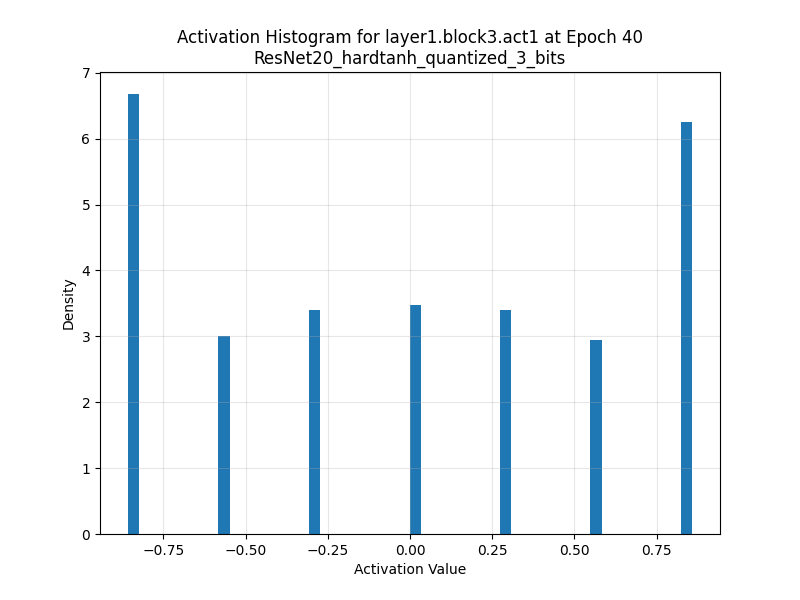 Activation Histogram for layer1.block3.act1 at Epoch 40
ResNet20_hardtanh_quantized_3_bits
7
6
5
4
3
2
1
0
Density
−0.75 −0.50 −0.25 0.00 0.25 0.50 0.75
Activation Value